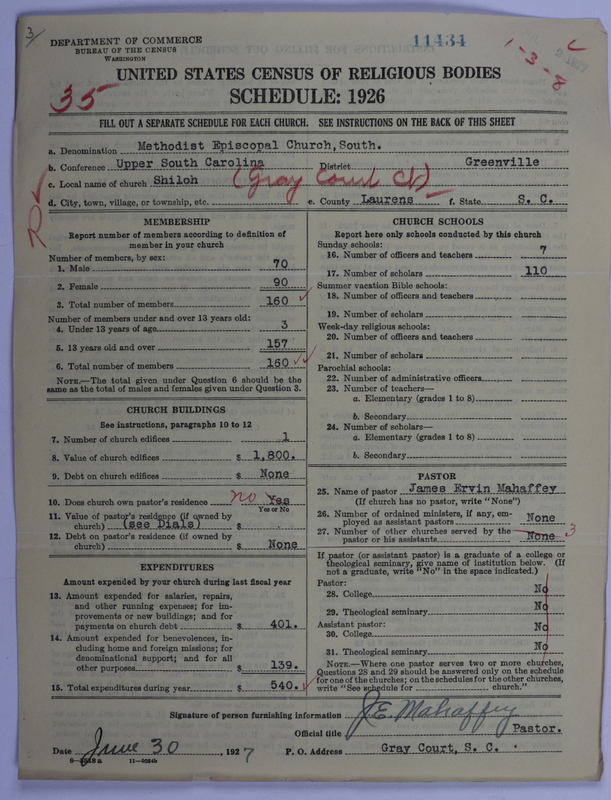 3/
DEPARTMENT OF COMMERCE
BUREAU OF THE CENSUS
WASHINGTON
11434
1-3-8
35
UNITED STATES CENSUS OF RELIGIOUS BODIES
SCHEDULE: 1926
FILL OUT A SEPARATE SCHEDULE FOR EACH CHURCH. SEE INSTRUCTIONS ON THE BACK OF THIS SHEET
a. Denomination Methodist Episcopal Church, South.
b. Conference Upper South Carolina District Greenville
c. Local name of church Shiloh (Gray Court Ct)
d. City, town, village, or township, etc. e. County Laurens f. State S. C.
MEMBERSHIP
Report number of members according to definition of
member in your church
Number of members, by sex:
1. Male 70
2. Female 90
3. Total number of members 160
Number of members under and over 13 years old:
4. Under 13 years of age 3
5. 13 years old and over 157
6. Total number of members 160
NOTE.—The total given under Question 6 should be the
same as the total of males and females given under Question 3.
CHURCH BUILDINGS
See instructions, paragraphs 10 to 12
7. Number of church edifices 1
8. Value of church edifices $ 1,800.
9. Debt on church edifices $ None
10. Does church own pastor's residence no Yes
Yes or No
11. Value of pastor's residence (if owned by
church) (see Dials) $
12. Debt on pastor's residence (if owned by
church) $ None
EXPENDITURES
Amount expended by your church during last fiscal year
13. Amount expended for salaries, repairs,
and other running expenses; for im-
provements or new buildings; and for
payments on church debt $ 401.
14. Amount expended for benevolences, in-
cluding home and foreign missions; for
denominational support; and for all
other purposes $ 139.
15. Total expenditures during year $ 540.
CHURCH SCHOOLS
Report here only schools conducted by this church
Sunday schools:
16. Number of officers and teachers 7
17. Number of scholars 110
Summer vacation Bible schools:
18. Number of officers and teachers
19. Number of scholars
Week-day religious schools:
20. Number of officers and teachers
21. Number of scholars
Parochial schools:
22. Number of administrative officers
23. Number of teachers—
a. Elementary (grades 1 to 8)
b. Secondary
24. Number of scholars—
a. Elementary (grades 1 to 8)
b. Secondary
PASTOR
25. Name of pastor James Ervin Mahaffey
(If church has no pastor, write "None")
26. Number of ordained ministers, if any, em-
ployed as assistant pastors None
27. Number of other churches served by the
pastor or his assistants None 3
If pastor (or assistant pastor) is a graduate of a college or
theological seminary, give name of institution below. (If
not a graduate, write "No" in the space indicated.)
Pastor:
28. College No
29. Theological seminary No
Assistant pastor:
30. College No
31. Theological seminary No
NOTE.—Where one pastor serves two or more churches,
Questions 28 and 29 should be answered only on the schedule
for one of the churches; on the schedules for the other churches,
write "See schedule for church."
Signature of person furnishing information J.E. Mahaffey
Official title Pastor.
Date June 30, 1927 P. O. Address Gray Court, S. C.
11—9084b